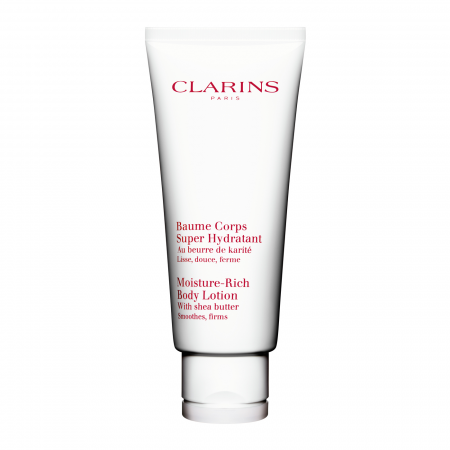 CLARINS
PARIS
Baume Corps
Super Hydratant
Au beurre de karité
Lisse, douce, ferme
Moisture-Rich
Body Lotion
With shea butter
Smoothes, firms